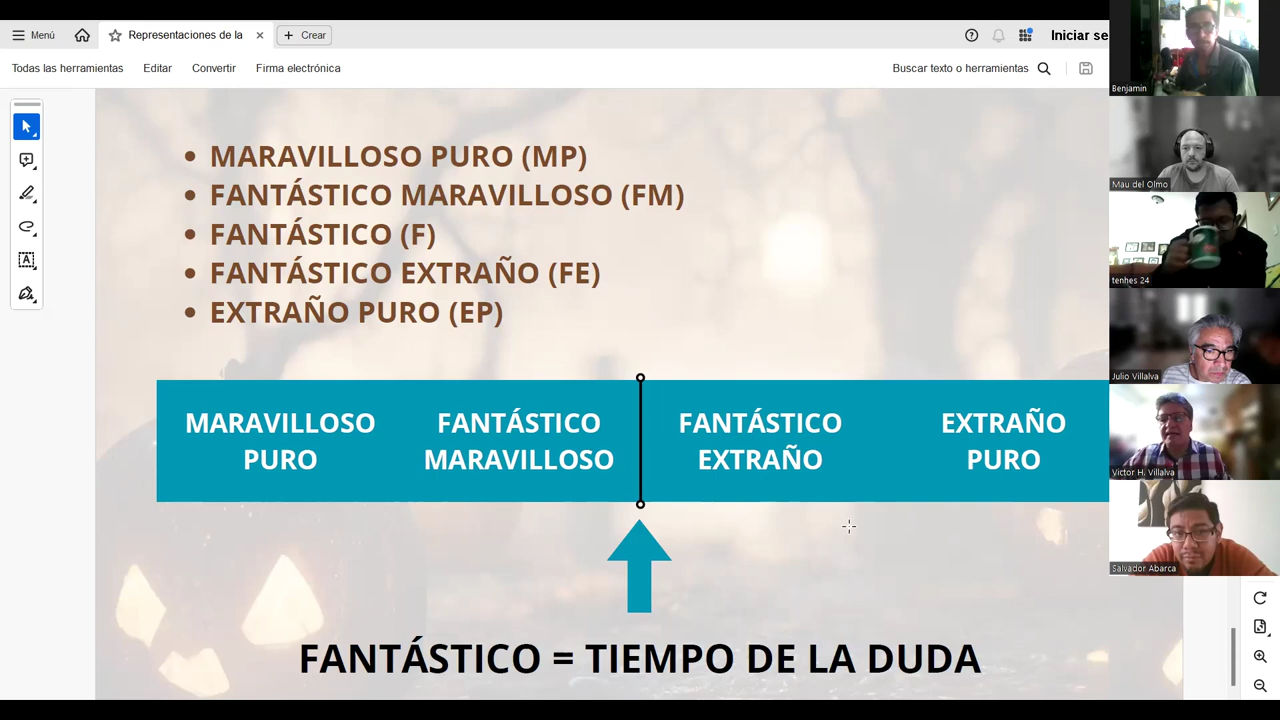 Menú
Representaciones de la
Crear
Iniciar se
Todas las herramientas
Editar
Convertir
Firma electrónica
Buscar texto o herramientas
MARAVILLOSO PURO (MP)
FANTÁSTICO MARAVILLOSO (FM)
FANTÁSTICO (F)
FANTÁSTICO EXTRAÑO (FE)
EXTRAÑO PURO (EP)
MARAVILLOSO
PURO
FANTÁSTICO
MARAVILLOSO
FANTÁSTICO
EXTRAÑO
EXTRAÑO
PURO
FANTÁSTICO = TIEMPO DE LA DUDA
Benjamin
Mau del Olmo
tenhes 24
Julio Villalva
Victor H. Villalva
Salvador Abarca